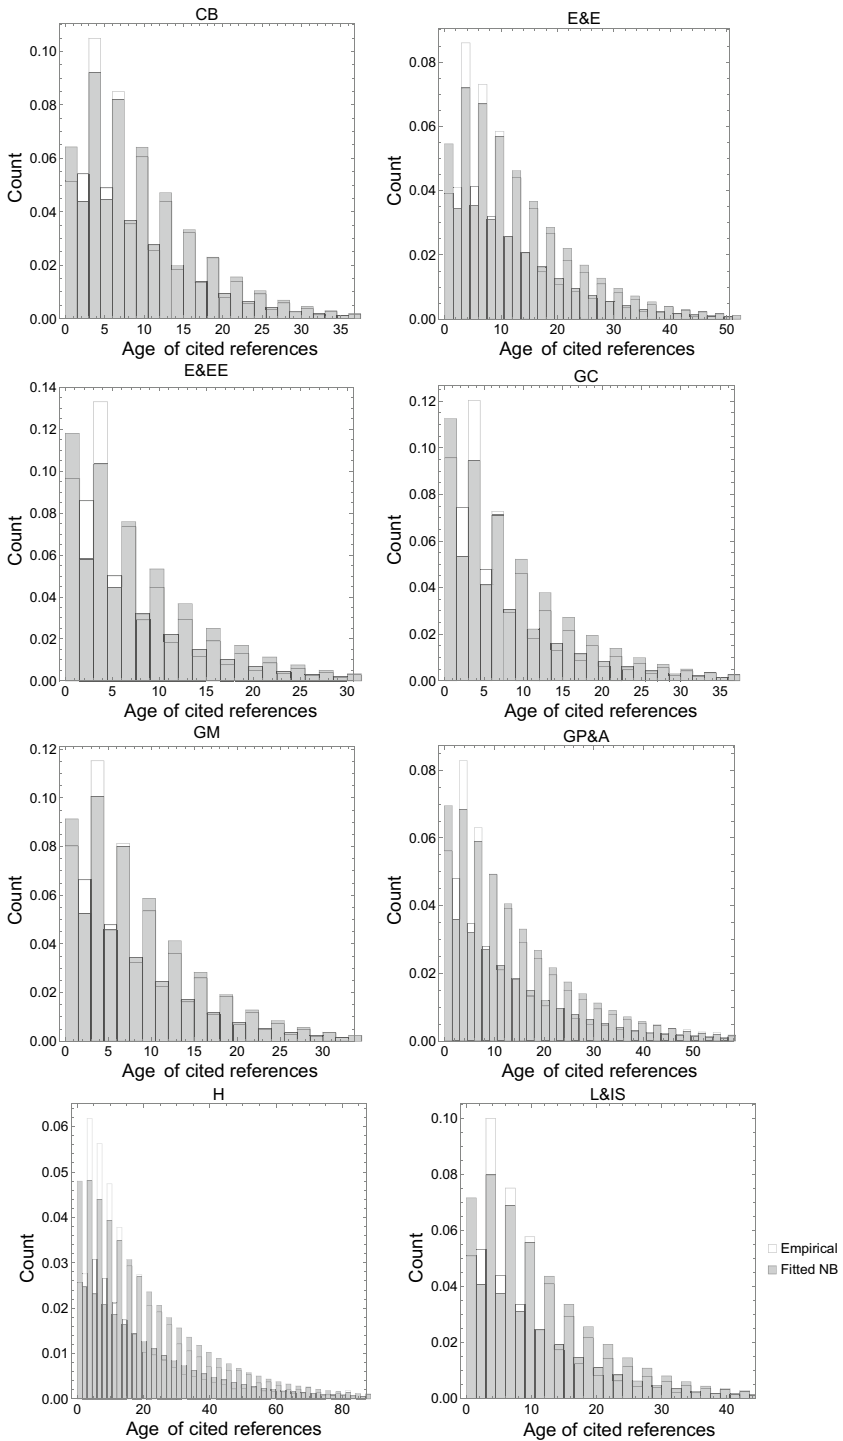 CB
0.10
0.08
0.06
0.04
0.02
0.00
Count
0 5 10 15 20 25 30 35
Age of cited references
E&E
0.08
0.06
0.04
0.02
0.00
Count
0 10 20 30 40 50
Age of cited references
E&EE
0.14
0.12
0.10
0.08
0.06
0.04
0.02
0.00
Count
0 5 10 15 20 25 30
Age of cited references
GC
0.12
0.10
0.08
0.06
0.04
0.02
0.00
Count
0 5 10 15 20 25 30 35
Age of cited references
GM
0.12
0.10
0.08
0.06
0.04
0.02
0.00
Count
0 5 10 15 20 25 30
Age of cited references
GP&A
0.08
0.06
0.04
0.02
0.00
Count
0 10 20 30 40 50
Age of cited references
H
0.06
0.05
0.04
0.03
0.02
0.01
0.00
Count
0 20 40 60 80
Age of cited references
L&IS
0.10
0.08
0.06
0.04
0.02
0.00
Count
0 10 20 30 40
Age of cited references
Empirical
Fitted NB